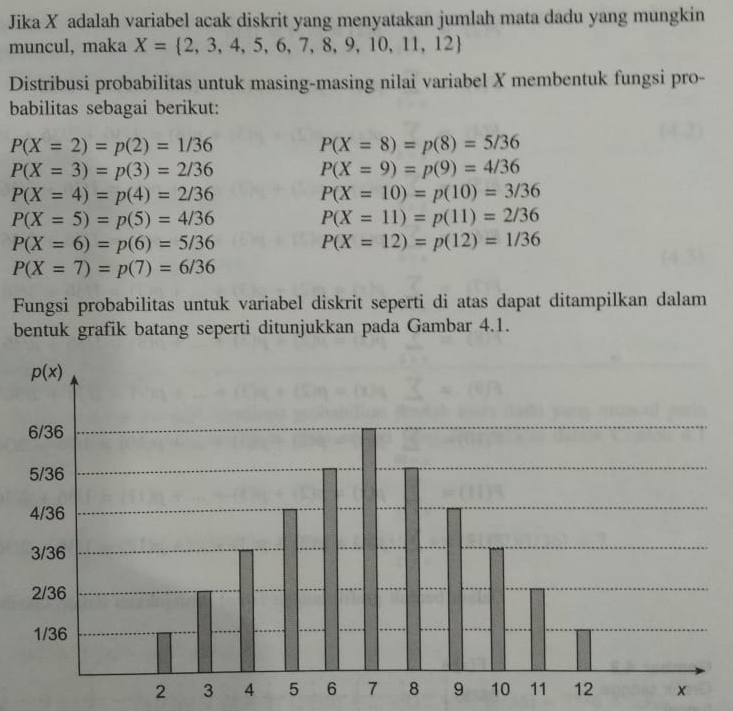 Jika X adalah variabel acak diskrit yang menyatakan jumlah mata dadu yang mungkin
muncul, maka X = {2, 3, 4, 5, 6, 7, 8, 9, 10, 11, 12}
Distribusi probabilitas untuk masing-masing nilai variabel X membentuk fungsi pro-
babilitas sebagai berikut:
P(X = 2) = p(2) = 1/36
P(X = 3) = p(3) = 2/36
P(X = 4) = p(4) = 2/36
P(X = 5) = p(5) = 4/36
P(X = 6) = p(6) = 5/36
P(X = 7) = p(7) = 6/36
P(X = 8) = p(8) = 5/36
P(X = 9) = p(9) = 4/36
P(X = 10) = p(10) = 3/36
P(X = 11) = p(11) = 2/36
P(X = 12) = p(12) = 1/36
Fungsi probabilitas untuk variabel diskrit seperti di atas dapat ditampilkan dalam
bentuk grafik batang seperti ditunjukkan pada Gambar 4.1.
p(x)
6/36
5/36
4/36
3/36
2/36
1/36
2 3 4 5 6 7 8 9 10 11 12 x